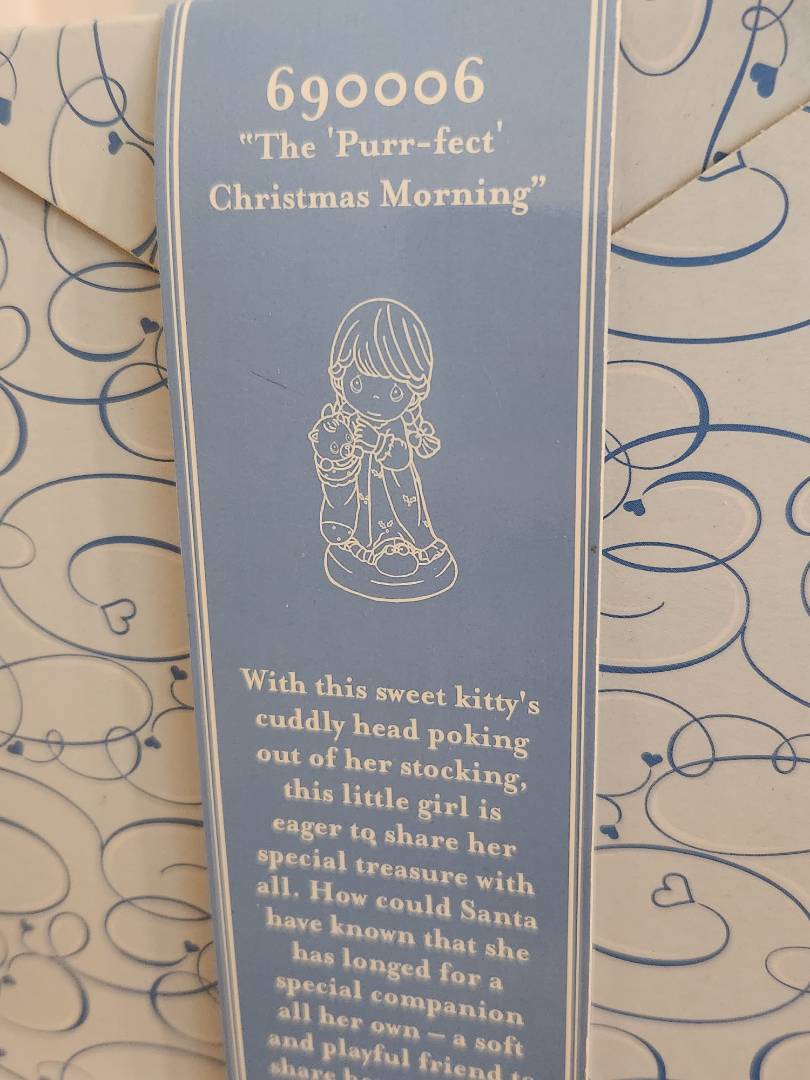 690006
"The 'Purr-fect'
Christmas Morning"
With this sweet kitty's
cuddly head poking
out of her stocking,
this little girl is
eager to share her
special treasure with
all. How could Santa
have known that she
has longed for a
special companion
all her own – a soft
and playful friend to
share